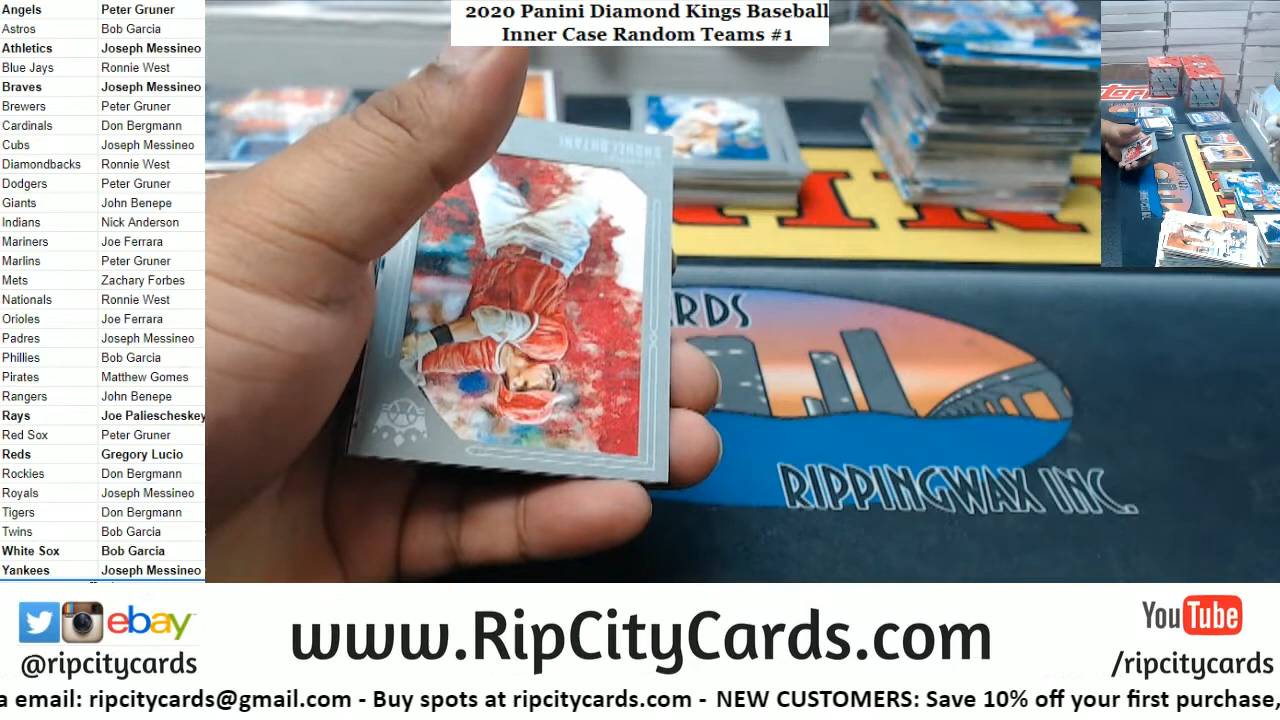 Angels Peter Gruner
Astros Bob Garcia
Athletics Joseph Messineo
Blue Jays Ronnie West
Braves Joseph Messineo
Brewers Peter Gruner
Cardinals Don Bergmann
Cubs Joseph Messineo
Diamondbacks Ronnie West
Dodgers Peter Gruner
Giants John Benepe
Indians Nick Anderson
Mariners Joe Ferrara
Marlins Peter Gruner
Mets Zachary Forbes
Nationals Ronnie West
Orioles Joe Ferrara
Padres Joseph Messineo
Phillies Bob Garcia
Pirates Matthew Gomes
Rangers John Benepe
Rays Joe Paliescheskey
Red Sox Peter Gruner
Reds Gregory Lucio
Rockies Don Bergmann
Royals Joseph Messineo
Tigers Don Bergmann
Twins Bob Garcia
White Sox Bob Garcia
Yankees Joseph Messineo
2020 Panini Diamond Kings Baseball
Inner Case Random Teams #1
SHOHEI OHTANI
RDS
RIPPINGWAX INC.
ebay
@ripcitycards
www.RipCityCards.com
YouTube
/ripcitycards
a email: ripcitycards@gmail.com - Buy spots at ripcitycards.com - NEW CUSTOMERS: Save 10% off your first purchase,